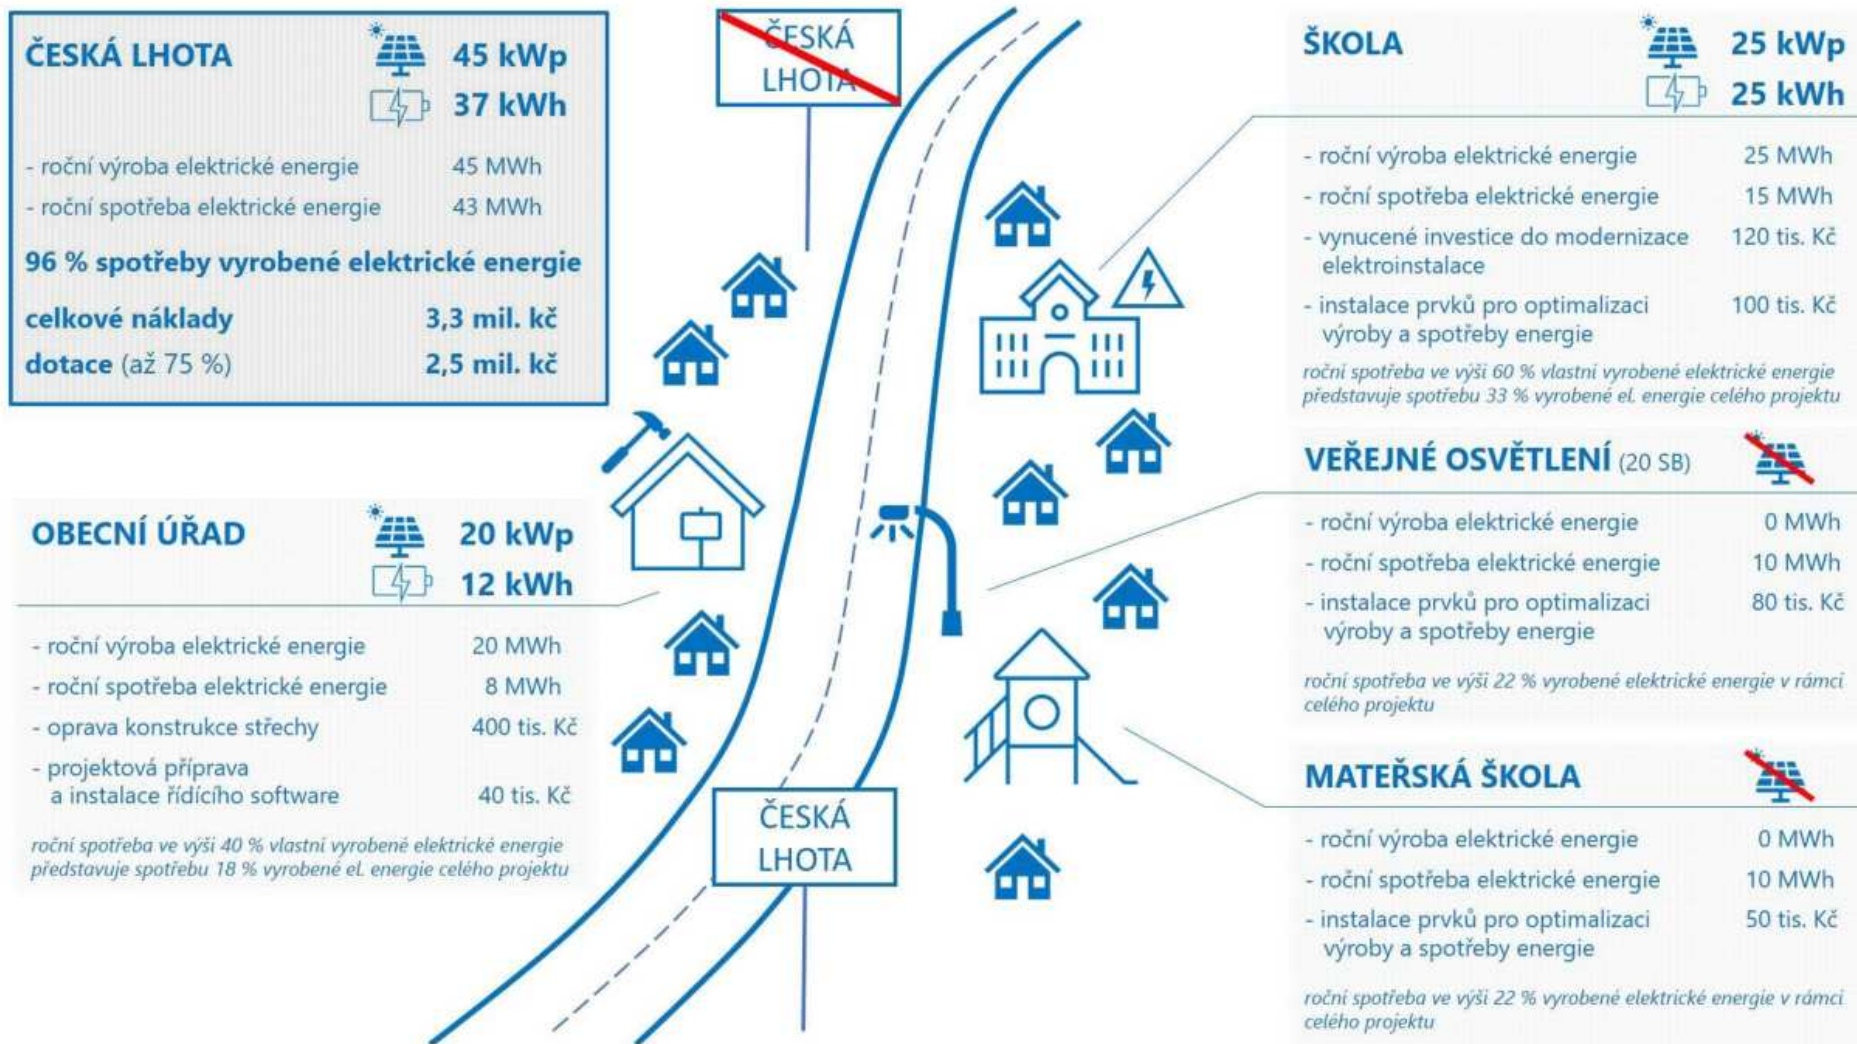 ČESKÁ LHOTA 45 kWp
37 kWh
- roční výroba elektrické energie 45 MWh
- roční spotřeba elektrické energie 43 MWh
96 % spotřeby vyrobené elektrické energie
celkové náklady 3,3 mil. kč
dotace (až 75 %) 2,5 mil. kč
OBECNÍ ÚŘAD 20 kWp
12 kWh
- roční výroba elektrické energie 20 MWh
- roční spotřeba elektrické energie 8 MWh
- oprava konstrukce střechy 400 tis. Kč
- projektová příprava
a instalace řídícího software 40 tis. Kč
roční spotřeba ve výši 40 % vlastní vyrobené elektrické energie
představuje spotřebu 18 % vyrobené el. energie celého projektu
ČESKÁ
LHOTA
ČESKÁ
LHOTA
ŠKOLA 25 kWp
25 kWh
- roční výroba elektrické energie 25 MWh
- roční spotřeba elektrické energie 15 MWh
- vynucené investice do modernizace 120 tis. Kč
elektroinstalace
- instalace prvků pro optimalizaci 100 tis. Kč
výroby a spotřeby energie
roční spotřeba ve výši 60 % vlastní vyrobené elektrické energie
představuje spotřebu 33 % vyrobené el. energie celého projektu
VEŘEJNÉ OSVĚTLENÍ (20 SB)
- roční výroba elektrické energie 0 MWh
- roční spotřeba elektrické energie 10 MWh
- instalace prvků pro optimalizaci 80 tis. Kč
výroby a spotřeby energie
roční spotřeba ve výši 22 % vyrobené elektrické energie v rámci
celého projektu
MATEŘSKÁ ŠKOLA
- roční výroba elektrické energie 0 MWh
- roční spotřeba elektrické energie 10 MWh
- instalace prvků pro optimalizaci 50 tis. Kč
výroby a spotřeby energie
roční spotřeba ve výši 22 % vyrobené elektrické energie v rámci
celého projektu